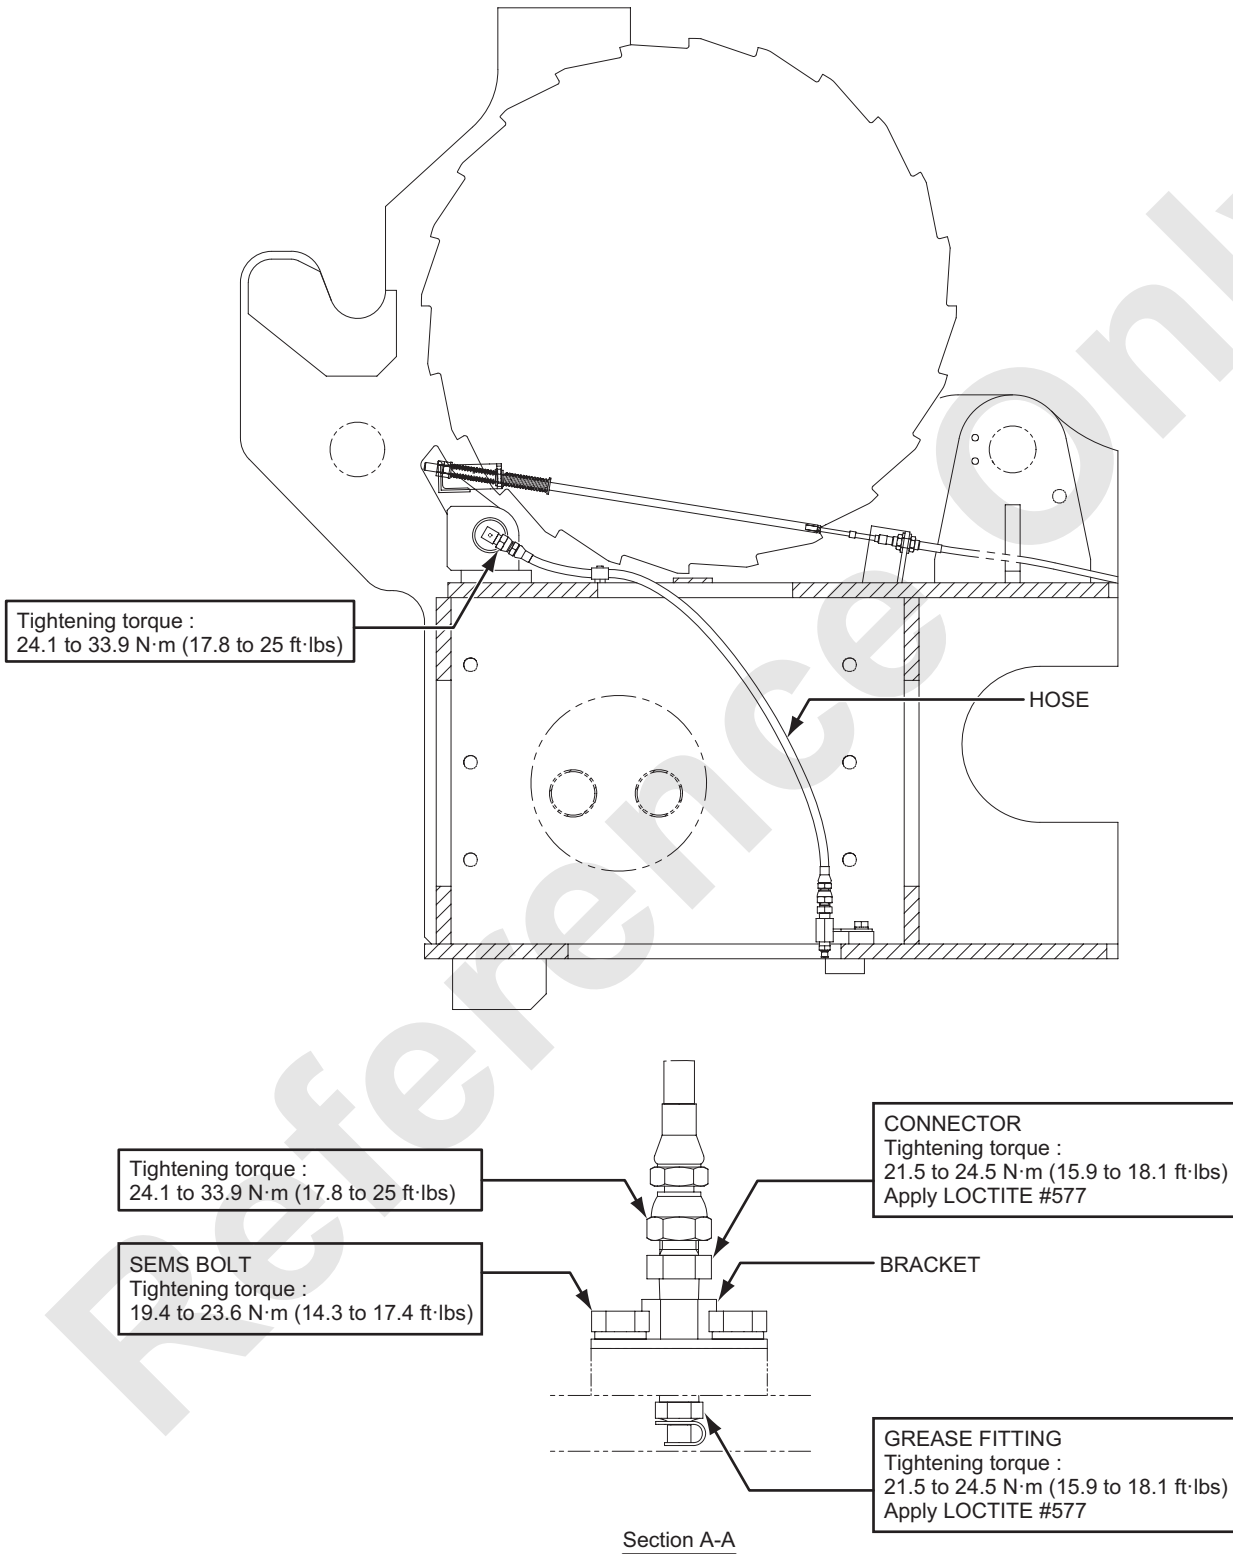 Tightening torque :
24.1 to 33.9 N·m (17.8 to 25 ft·lbs)
HOSE
Tightening torque :
24.1 to 33.9 N·m (17.8 to 25 ft·lbs)
SEMS BOLT
Tightening torque :
19.4 to 23.6 N·m (14.3 to 17.4 ft·lbs)
CONNECTOR
Tightening torque :
21.5 to 24.5 N·m (15.9 to 18.1 ft·lbs)
Apply LOCTITE #577
BRACKET
GREASE FITTING
Tightening torque :
21.5 to 24.5 N·m (15.9 to 18.1 ft·lbs)
Apply LOCTITE #577
Section A-A
Reference Only